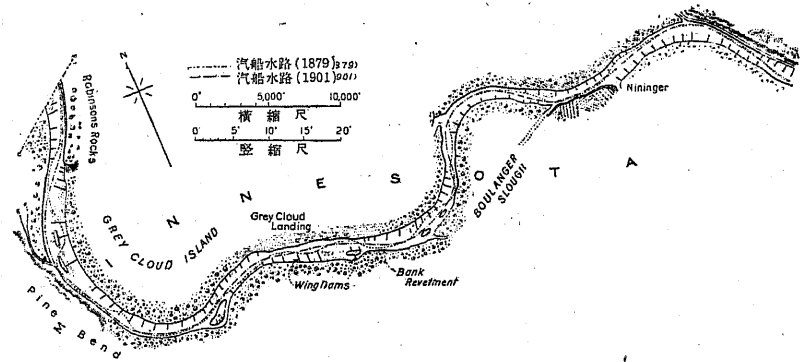 N
汽船水路(1879)
汽船水路(1901)
0' 5,000' 10,000'
横縮尺
0' 5' 10' 15' 20'
竪縮尺
Robinsons Rocks
GREY CLOUD ISLAND
Pine Bend
MINNESOTA
Grey Cloud
Landing
Wing Dams
Bank
Revetment
BOULANGER
SLOUGH
Nininger